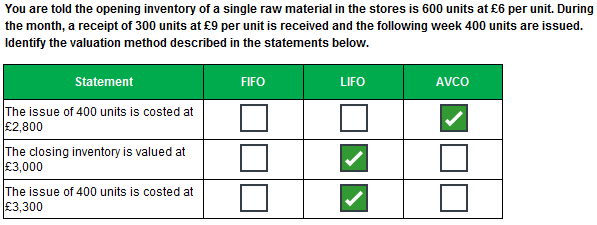 You are told the opening inventory of a single raw material in the stores is 600 units at £6 per unit. During
the month, a receipt of 300 units at £9 per unit is received and the following week 400 units are issued.
Identify the valuation method described in the statements below.
Statement FIFO LIFO AVCO
The issue of 400 units is costed at
£2,800
The closing inventory is valued at
£3,000
The issue of 400 units is costed at
£3,300